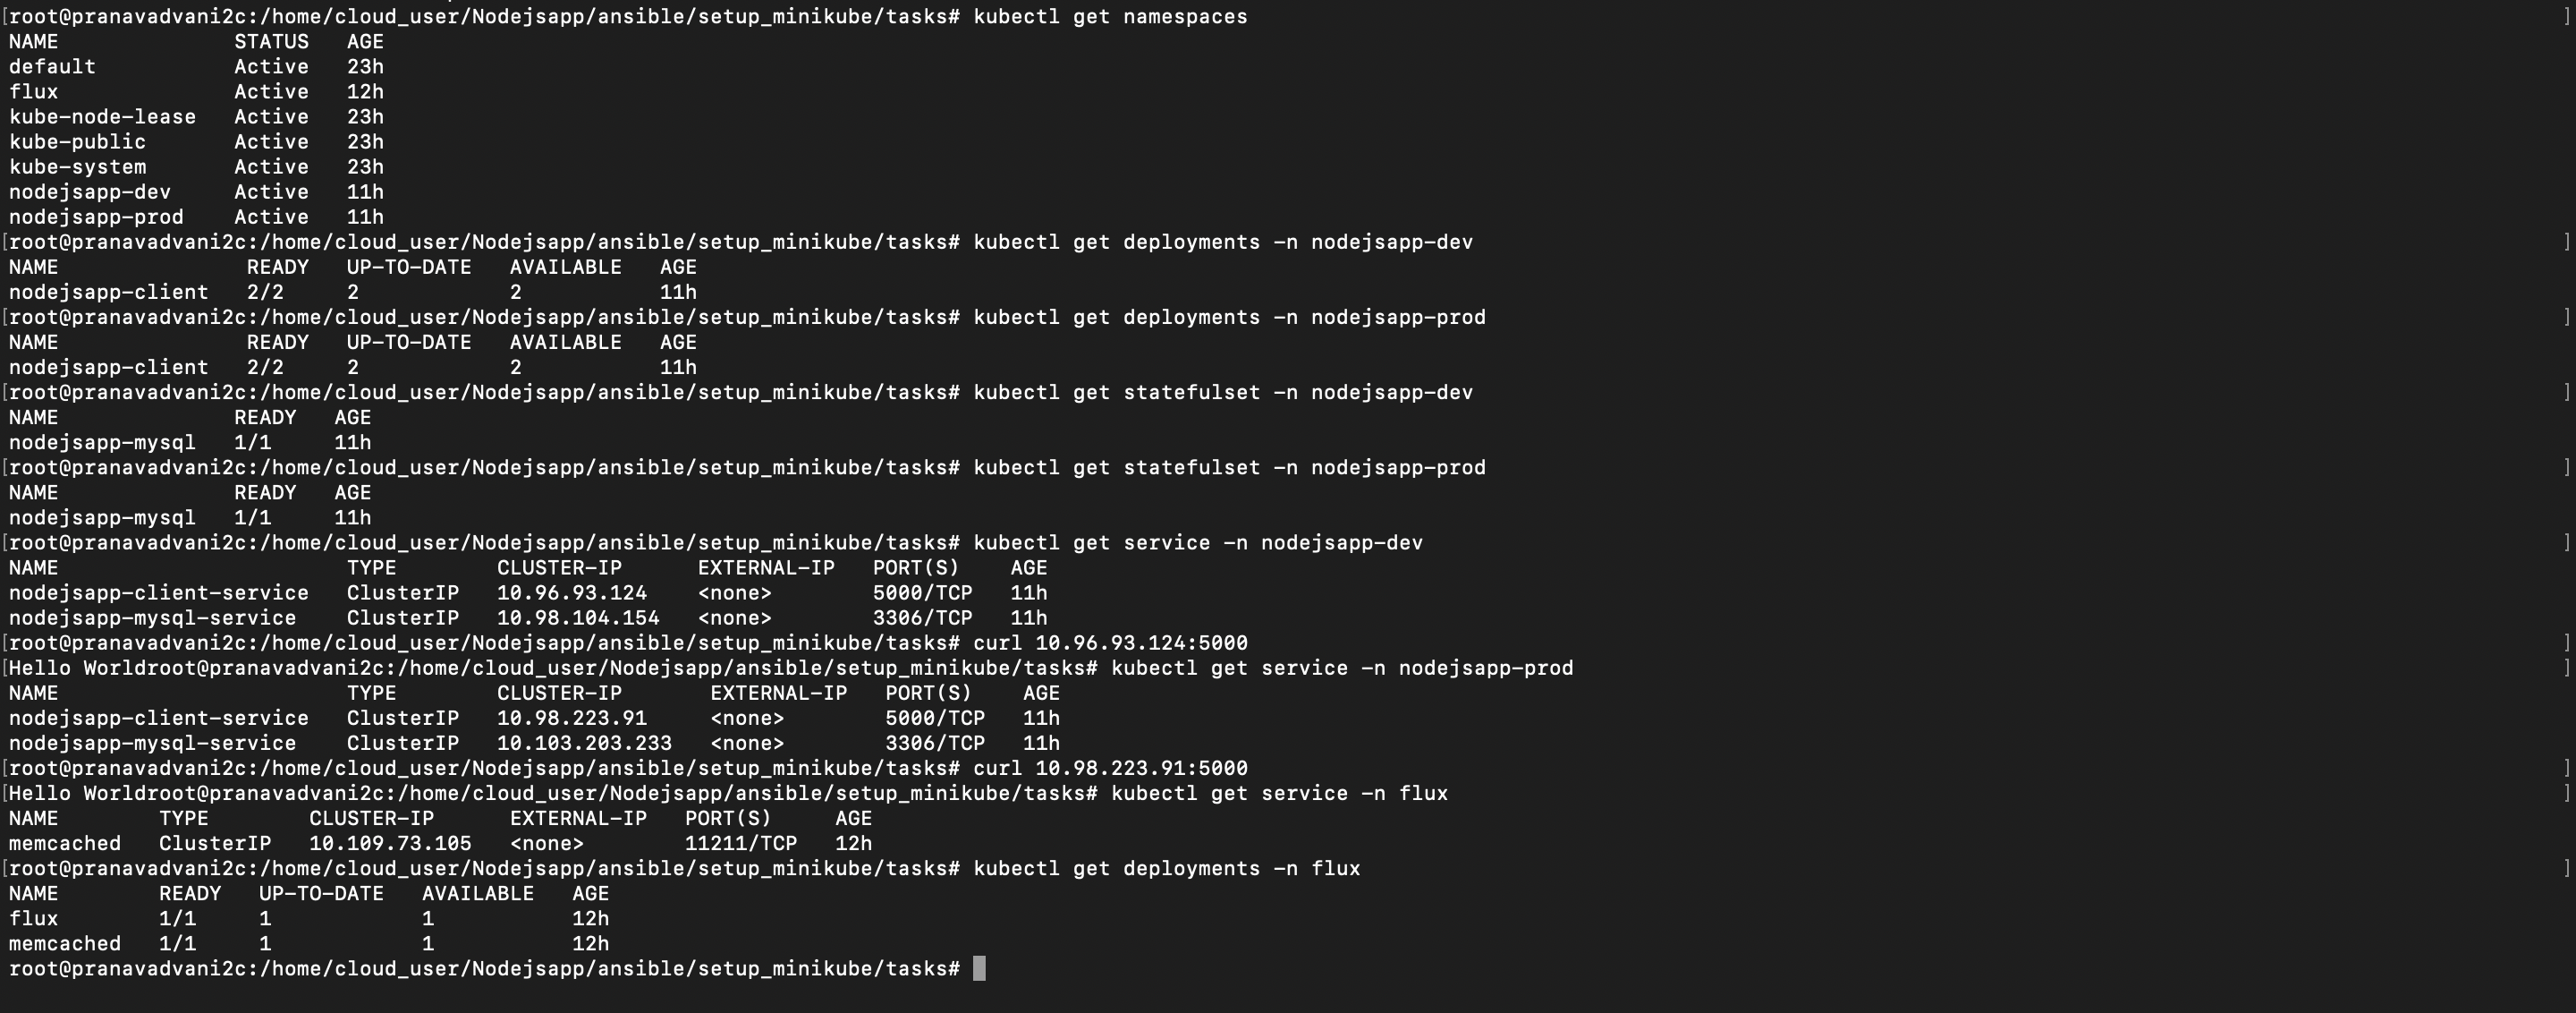 [root@pranavadvani2c:/home/cloud_user/Nodejsapp/ansible/setup_minikube/tasks# kubectl get namespaces ]
NAME              STATUS   AGE
default           Active   23h
flux              Active   12h
kube-node-lease   Active   23h
kube-public       Active   23h
kube-system       Active   23h
nodejsapp-dev     Active   11h
nodejsapp-prod    Active   11h
[root@pranavadvani2c:/home/cloud_user/Nodejsapp/ansible/setup_minikube/tasks# kubectl get deployments -n nodejsapp-dev ]
NAME               READY   UP-TO-DATE   AVAILABLE   AGE
nodejsapp-client   2/2     2            2           11h
[root@pranavadvani2c:/home/cloud_user/Nodejsapp/ansible/setup_minikube/tasks# kubectl get deployments -n nodejsapp-prod ]
NAME               READY   UP-TO-DATE   AVAILABLE   AGE
nodejsapp-client   2/2     2            2           11h
[root@pranavadvani2c:/home/cloud_user/Nodejsapp/ansible/setup_minikube/tasks# kubectl get statefulset -n nodejsapp-dev ]
NAME              READY   AGE
nodejsapp-mysql   1/1     11h
[root@pranavadvani2c:/home/cloud_user/Nodejsapp/ansible/setup_minikube/tasks# kubectl get statefulset -n nodejsapp-prod ]
NAME              READY   AGE
nodejsapp-mysql   1/1     11h
[root@pranavadvani2c:/home/cloud_user/Nodejsapp/ansible/setup_minikube/tasks# kubectl get service -n nodejsapp-dev ]
NAME                       TYPE        CLUSTER-IP      EXTERNAL-IP   PORT(S)    AGE
nodejsapp-client-service   ClusterIP   10.96.93.124    <none>        5000/TCP   11h
nodejsapp-mysql-service    ClusterIP   10.98.104.154   <none>        3306/TCP   11h
[root@pranavadvani2c:/home/cloud_user/Nodejsapp/ansible/setup_minikube/tasks# curl 10.96.93.124:5000 ]
[Hello Worldroot@pranavadvani2c:/home/cloud_user/Nodejsapp/ansible/setup_minikube/tasks# kubectl get service -n nodejsapp-prod ]
NAME                       TYPE        CLUSTER-IP       EXTERNAL-IP   PORT(S)    AGE
nodejsapp-client-service   ClusterIP   10.98.223.91     <none>        5000/TCP   11h
nodejsapp-mysql-service    ClusterIP   10.103.203.233   <none>        3306/TCP   11h
[root@pranavadvani2c:/home/cloud_user/Nodejsapp/ansible/setup_minikube/tasks# curl 10.98.223.91:5000 ]
[Hello Worldroot@pranavadvani2c:/home/cloud_user/Nodejsapp/ansible/setup_minikube/tasks# kubectl get service -n flux ]
NAME        TYPE        CLUSTER-IP      EXTERNAL-IP   PORT(S)     AGE
memcached   ClusterIP   10.109.73.105   <none>        11211/TCP   12h
[root@pranavadvani2c:/home/cloud_user/Nodejsapp/ansible/setup_minikube/tasks# kubectl get deployments -n flux ]
NAME        READY   UP-TO-DATE   AVAILABLE   AGE
flux        1/1     1            1           12h
memcached   1/1     1            1           12h
root@pranavadvani2c:/home/cloud_user/Nodejsapp/ansible/setup_minikube/tasks#